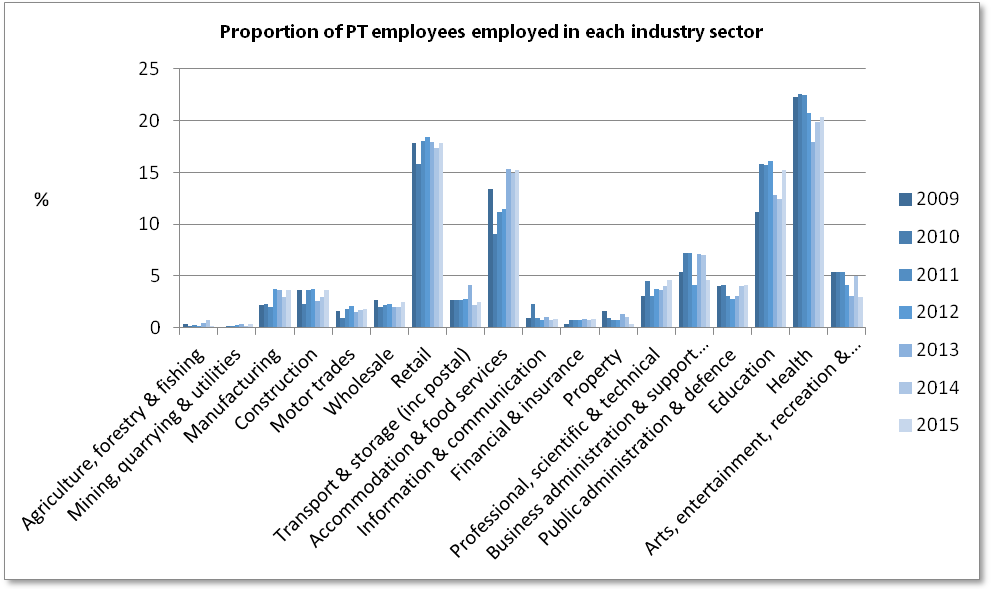 Proportion of PT employees employed in each industry sector
25
20
15
10
5
0
%
Agriculture, forestry & fishing
Mining, quarrying & utilities
Manufacturing
Construction
Motor trades
Wholesale
Retail
Transport & storage (inc postal)
Accommodation & food services
Information & communication
Financial & insurance
Property
Professional, scientific & technical
Business administration & support...
Public administration & defence
Education
Health
Arts, entertainment, recreation &...
2009
2010
2011
2012
2013
2014
2015